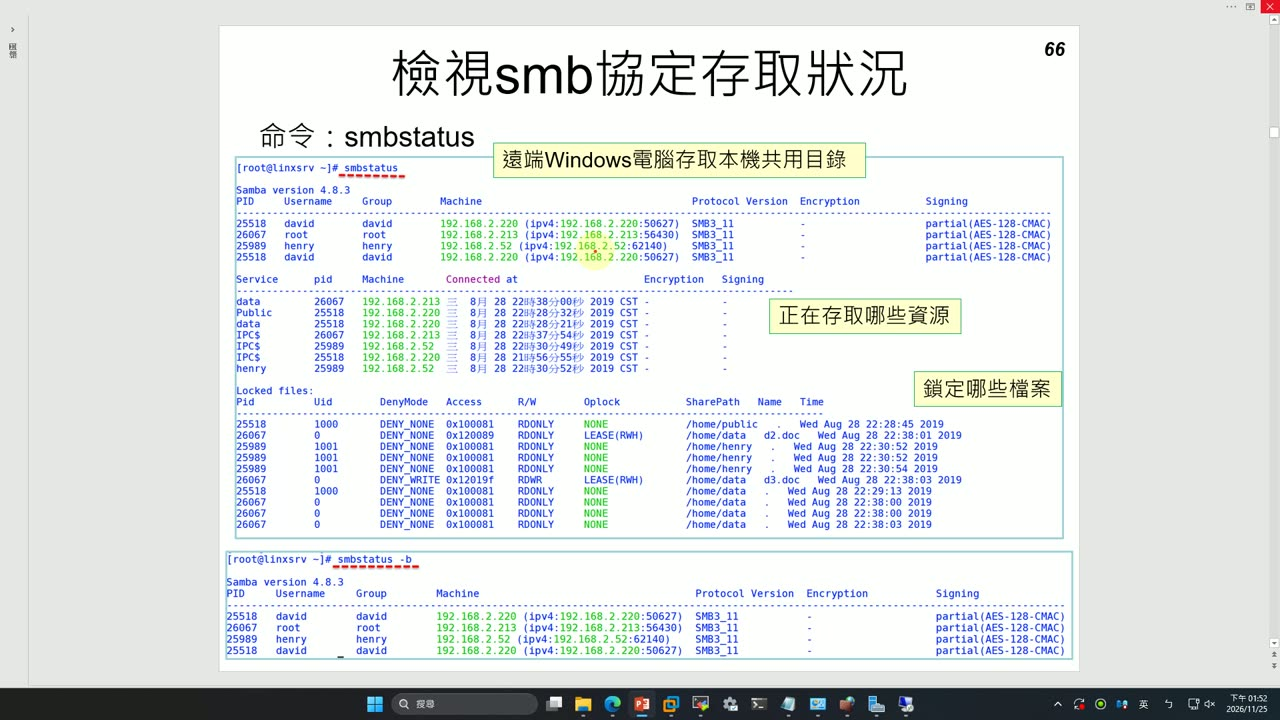 66
檢視smb協定存取狀況
命令：smbstatus
遠端Windows電腦存取本機共用目錄
[root@linxsrv ~]# smbstatus
Samba version 4.8.3
PID Username Group Machine Protocol Version Encryption Signing
25518 david david 192.168.2.220 (ipv4:192.168.2.220:50627) SMB3_11 - partial(AES-128-CMAC)
26067 root root 192.168.2.213 (ipv4:192.168.2.213:56430) SMB3_11 - partial(AES-128-CMAC)
25989 henry henry 192.168.2.52 (ipv4:192.168.2.52:62140) SMB3_11 - partial(AES-128-CMAC)
25518 david david 192.168.2.220 (ipv4:192.168.2.220:50627) SMB3_11 - partial(AES-128-CMAC)
Service pid Machine Connected at Encryption Signing
data 26067 192.168.2.213 三 8月 28 22時38分00秒 2019 CST - -
Public 25518 192.168.2.220 三 8月 28 22時28分32秒 2019 CST - -
data 25518 192.168.2.220 三 8月 28 22時28分21秒 2019 CST - -
IPC$ 26067 192.168.2.213 三 8月 28 22時37分54秒 2019 CST - -
IPC$ 25989 192.168.2.52 三 8月 28 22時30分49秒 2019 CST - -
IPC$ 25518 192.168.2.220 三 8月 28 21時56分55秒 2019 CST - -
henry 25989 192.168.2.52 三 8月 28 22時30分52秒 2019 CST - -
正在存取哪些資源
鎖定哪些檔案
Locked files:
Pid Uid DenyMode Access R/W Oplock SharePath Name Time
25518 1000 DENY_NONE 0x100081 RDONLY NONE /home/public . Wed Aug 28 22:28:45 2019
26067 0 DENY_NONE 0x120089 RDONLY LEASE(RWH) /home/data d2.doc Wed Aug 28 22:38:01 2019
25989 1001 DENY_NONE 0x100081 RDONLY NONE /home/henry . Wed Aug 28 22:30:52 2019
25989 1001 DENY_NONE 0x100081 RDONLY NONE /home/henry . Wed Aug 28 22:30:52 2019
25989 1001 DENY_NONE 0x100081 RDONLY NONE /home/henry . Wed Aug 28 22:30:54 2019
26067 0 DENY_WRITE 0x12019f RDWR LEASE(RWH) /home/data d3.doc Wed Aug 28 22:38:03 2019
25518 1000 DENY_NONE 0x100081 RDONLY NONE /home/data . Wed Aug 28 22:29:13 2019
26067 0 DENY_NONE 0x100081 RDONLY NONE /home/data . Wed Aug 28 22:38:00 2019
26067 0 DENY_NONE 0x100081 RDONLY NONE /home/data . Wed Aug 28 22:38:00 2019
26067 0 DENY_NONE 0x100081 RDONLY NONE /home/data . Wed Aug 28 22:38:03 2019
[root@linxsrv ~]# smbstatus -b
Samba version 4.8.3
PID Username Group Machine Protocol Version Encryption Signing
25518 david david 192.168.2.220 (ipv4:192.168.2.220:50627) SMB3_11 - partial(AES-128-CMAC)
26067 root root 192.168.2.213 (ipv4:192.168.2.213:56430) SMB3_11 - partial(AES-128-CMAC)
25989 henry henry 192.168.2.52 (ipv4:192.168.2.52:62140) SMB3_11 - partial(AES-128-CMAC)
25518 david david 192.168.2.220 (ipv4:192.168.2.220:50627) SMB3_11 - partial(AES-128-CMAC)
搜尋
英
下午 01:52
2026/11/25